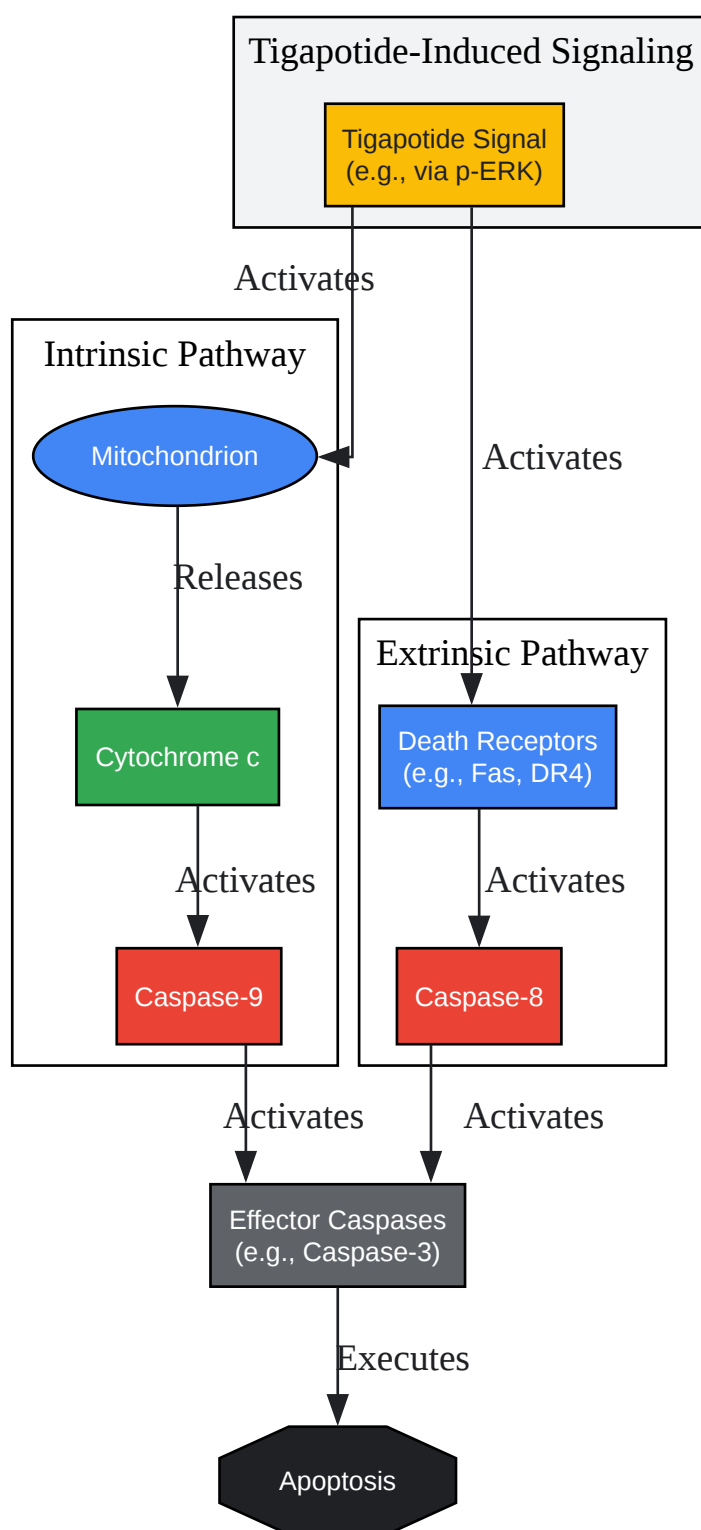 Tigapotide-Induced Signaling
Tigapotide Signal
(e.g., via p-ERK)
Activates
Intrinsic Pathway
Mitochondrion
Activates
Releases
Extrinsic Pathway
Cytochrome c
Death Receptors
(e.g., Fas, DR4)
Activates
Activates
Caspase-9
Caspase-8
Activates
Activates
Effector Caspases
(e.g., Caspase-3)
Executes
Apoptosis